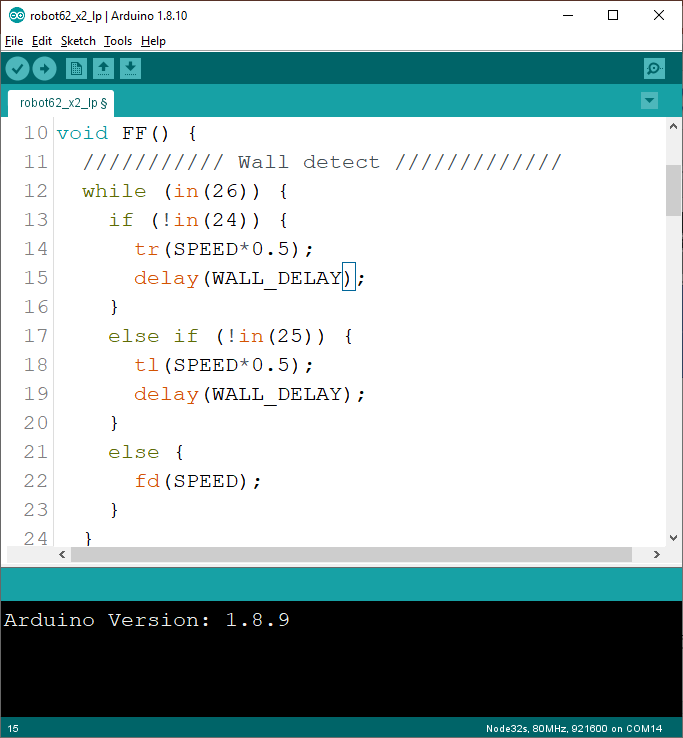 robot62_x2_lp | Arduino 1.8.10
File Edit Sketch Tools Help
robot62_x2_lp §
10 void FF() {
11 /////////// Wall detect /////////////
12 while (in(26)) {
13 if (!in(24)) {
14 tr(SPEED*0.5);
15 delay(WALL_DELAY);
16 }
17 else if (!in(25)) {
18 tl(SPEED*0.5);
19 delay(WALL_DELAY);
20 }
21 else {
22 fd(SPEED);
23 }
24 }
Arduino Version: 1.8.9
15 Node32s, 80MHz, 921600 on COM14